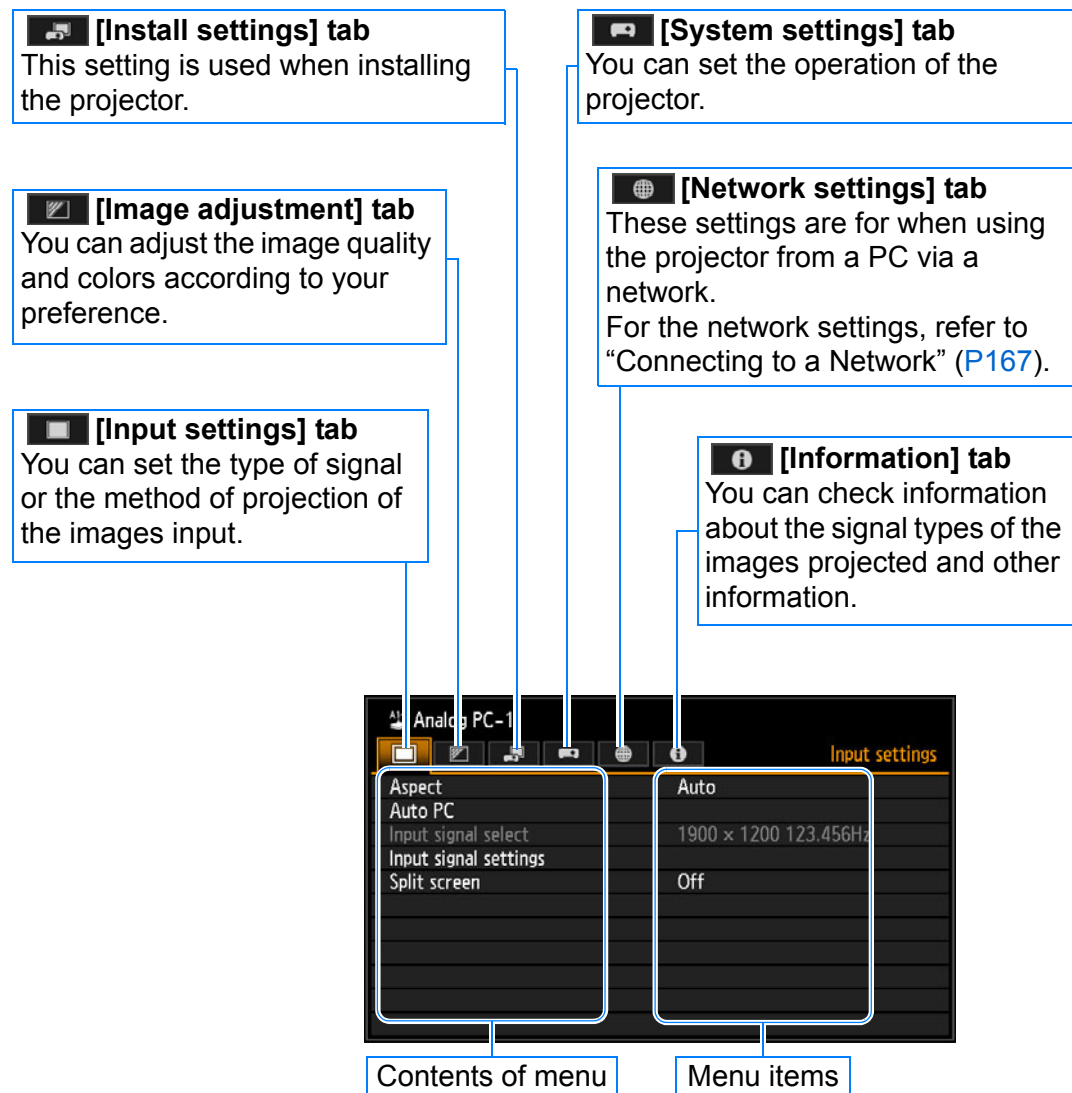 [Install settings] tab
This setting is used when installing
the projector.
[System settings] tab
You can set the operation of the
projector.
[Image adjustment] tab
You can adjust the image quality
and colors according to your
preference.
[Network settings] tab
These settings are for when using
the projector from a PC via a
network.
For the network settings, refer to
“Connecting to a Network” (P167).
[Input settings] tab
You can set the type of signal
or the method of projection of
the images input.
[Information] tab
You can check information
about the signal types of the
images projected and other
information.
Analog PC-1
Input settings
Aspect Auto
Auto PC
Input signal select 1900 × 1200 123.456Hz
Input signal settings
Split screen Off
Contents of menu
Menu items